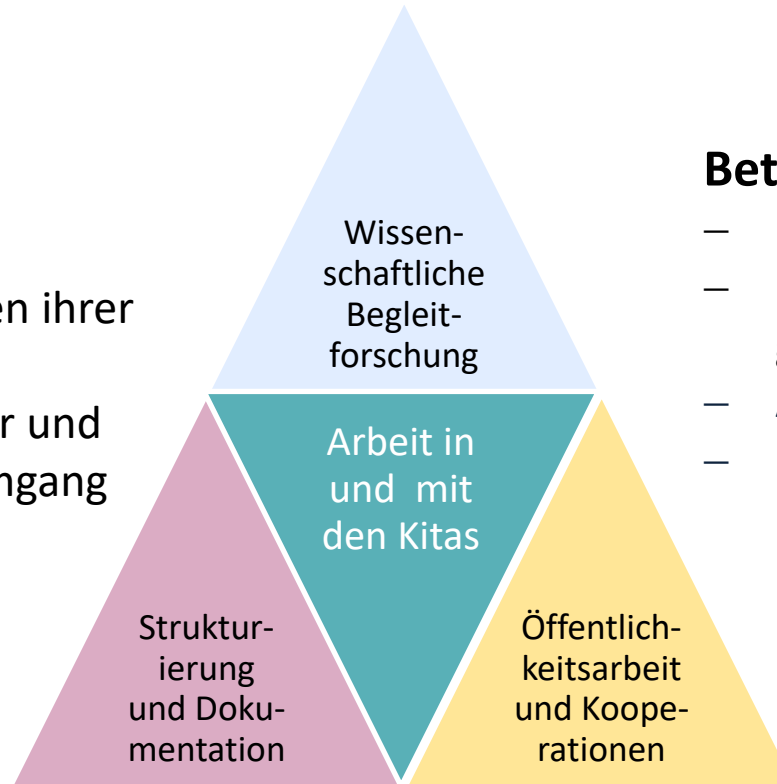 en ihrer
r und
ngang
Wissen-
schaftliche
Begleit-
forschung
Arbeit in
und mit
den Kitas
Struktur-
ierung
und Doku-
mentation
Öffentlich-
keitsarbeit
und Koope-
rationen
Bet
–
–
–
–